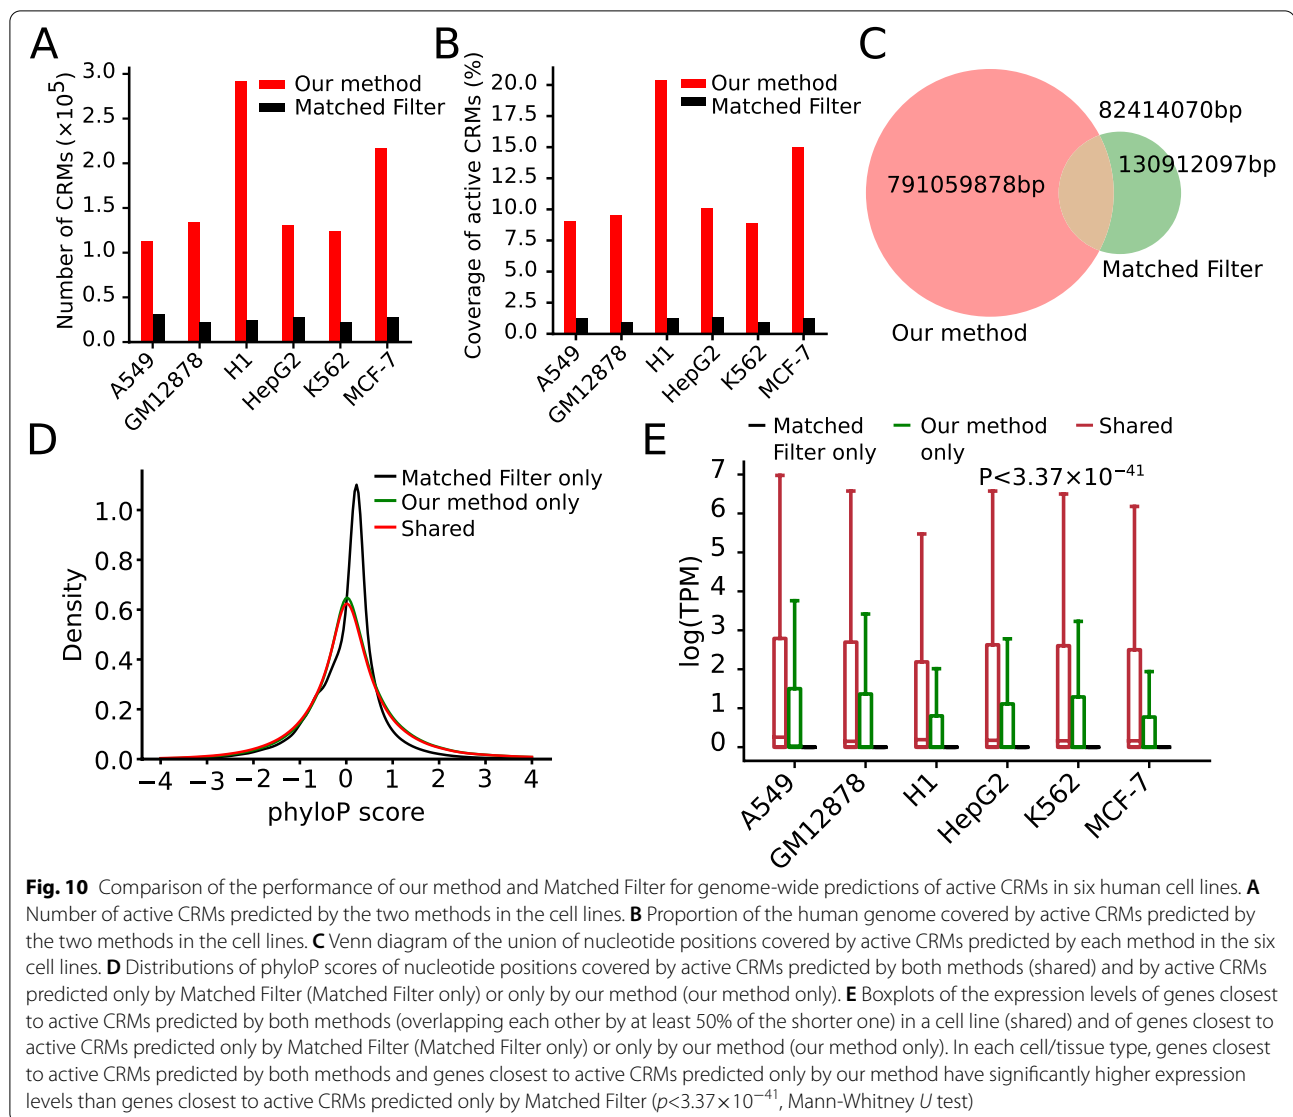 A
Number of CRMs (×10⁵)
3.0
2.5
2.0
1.5
1.0
0.5
0.0
Our method
Matched Filter
A549
GM12878
H1
HepG2
K562
MCF-7
B
Coverage of active CRMs (%)
20.0
17.5
15.0
12.5
10.0
7.5
5.0
2.5
0.0
Our method
Matched Filter
A549
GM12878
H1
HepG2
K562
MCF-7
C
82414070bp
130912097bp
791059878bp
Matched Filter
Our method
D
Density
1.0
0.8
0.6
0.4
0.2
0.0
Matched Filter only
Our method only
Shared
−4 −3 −2 −1 0 1 2 3 4
phyloP score
E
Matched
Filter only
Our method
only
Shared
P<3.37×10⁻⁴¹
log(TPM)
7
6
5
4
3
2
1
0
A549
GM12878
H1
HepG2
K562
MCF-7
Fig. 10 Comparison of the performance of our method and Matched Filter for genome-wide predictions of active CRMs in six human cell lines. A
Number of active CRMs predicted by the two methods in the cell lines. B Proportion of the human genome covered by active CRMs predicted by
the two methods in the cell lines. C Venn diagram of the union of nucleotide positions covered by active CRMs predicted by each method in the six
cell lines. D Distributions of phyloP scores of nucleotide positions covered by active CRMs predicted by both methods (shared) and by active CRMs
predicted only by Matched Filter (Matched Filter only) or only by our method (our method only). E Boxplots of the expression levels of genes closest
to active CRMs predicted by both methods (overlapping each other by at least 50% of the shorter one) in a cell line (shared) and of genes closest to
active CRMs predicted only by Matched Filter (Matched Filter only) or only by our method (our method only). In each cell/tissue type, genes closest
to active CRMs predicted by both methods and genes closest to active CRMs predicted only by our method have significantly higher expression
levels than genes closest to active CRMs predicted only by Matched Filter (p<3.37×10⁻⁴¹, Mann-Whitney U test)